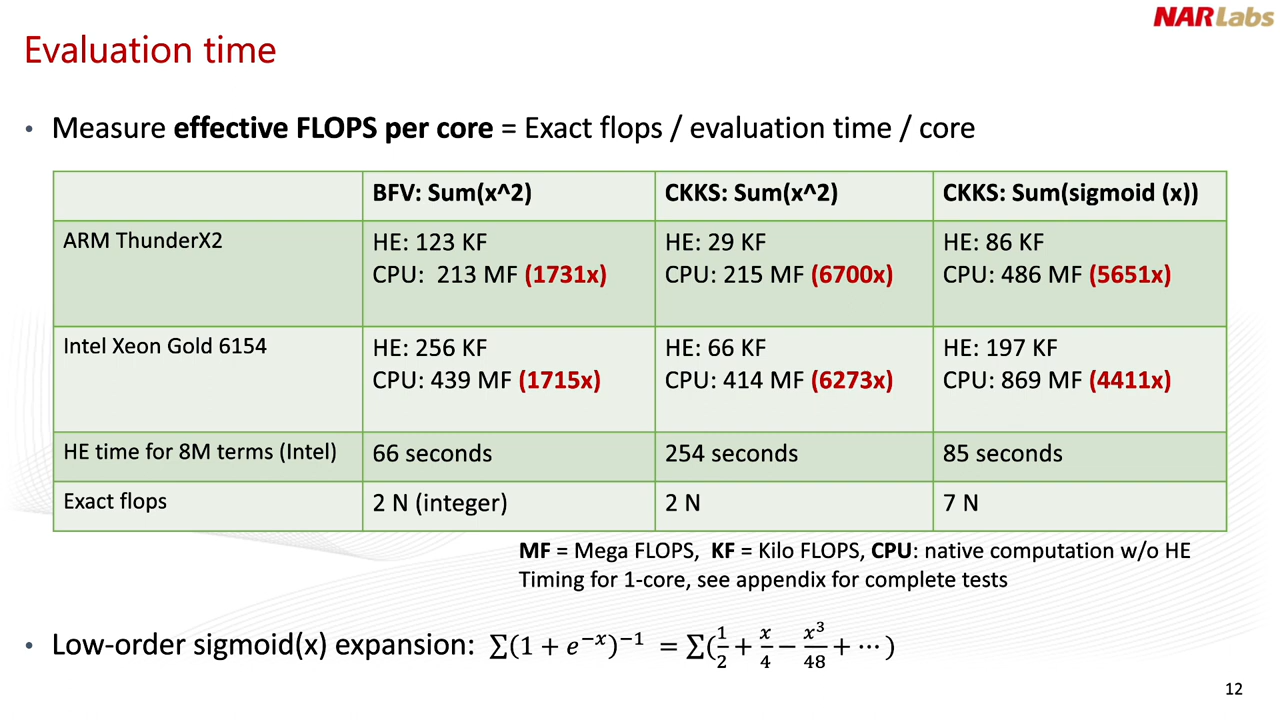 NARLabs
Evaluation time
• Measure effective FLOPS per core = Exact flops / evaluation time / core
BFV: Sum(x^2) CKKS: Sum(x^2) CKKS: Sum(sigmoid (x))
ARM ThunderX2 HE: 123 KF HE: 29 KF HE: 86 KF
CPU: 213 MF (1731x) CPU: 215 MF (6700x) CPU: 486 MF (5651x)
Intel Xeon Gold 6154 HE: 256 KF HE: 66 KF HE: 197 KF
CPU: 439 MF (1715x) CPU: 414 MF (6273x) CPU: 869 MF (4411x)
HE time for 8M terms (Intel) 66 seconds 254 seconds 85 seconds
Exact flops 2 N (integer) 2 N 7 N
MF = Mega FLOPS, KF = Kilo FLOPS, CPU: native computation w/o HE
Timing for 1-core, see appendix for complete tests
• Low-order sigmoid(x) expansion: ∑(1 + e^{−x})^{−1} = ∑(1/2 + x/4 − x^3/48 + ⋯ )
12